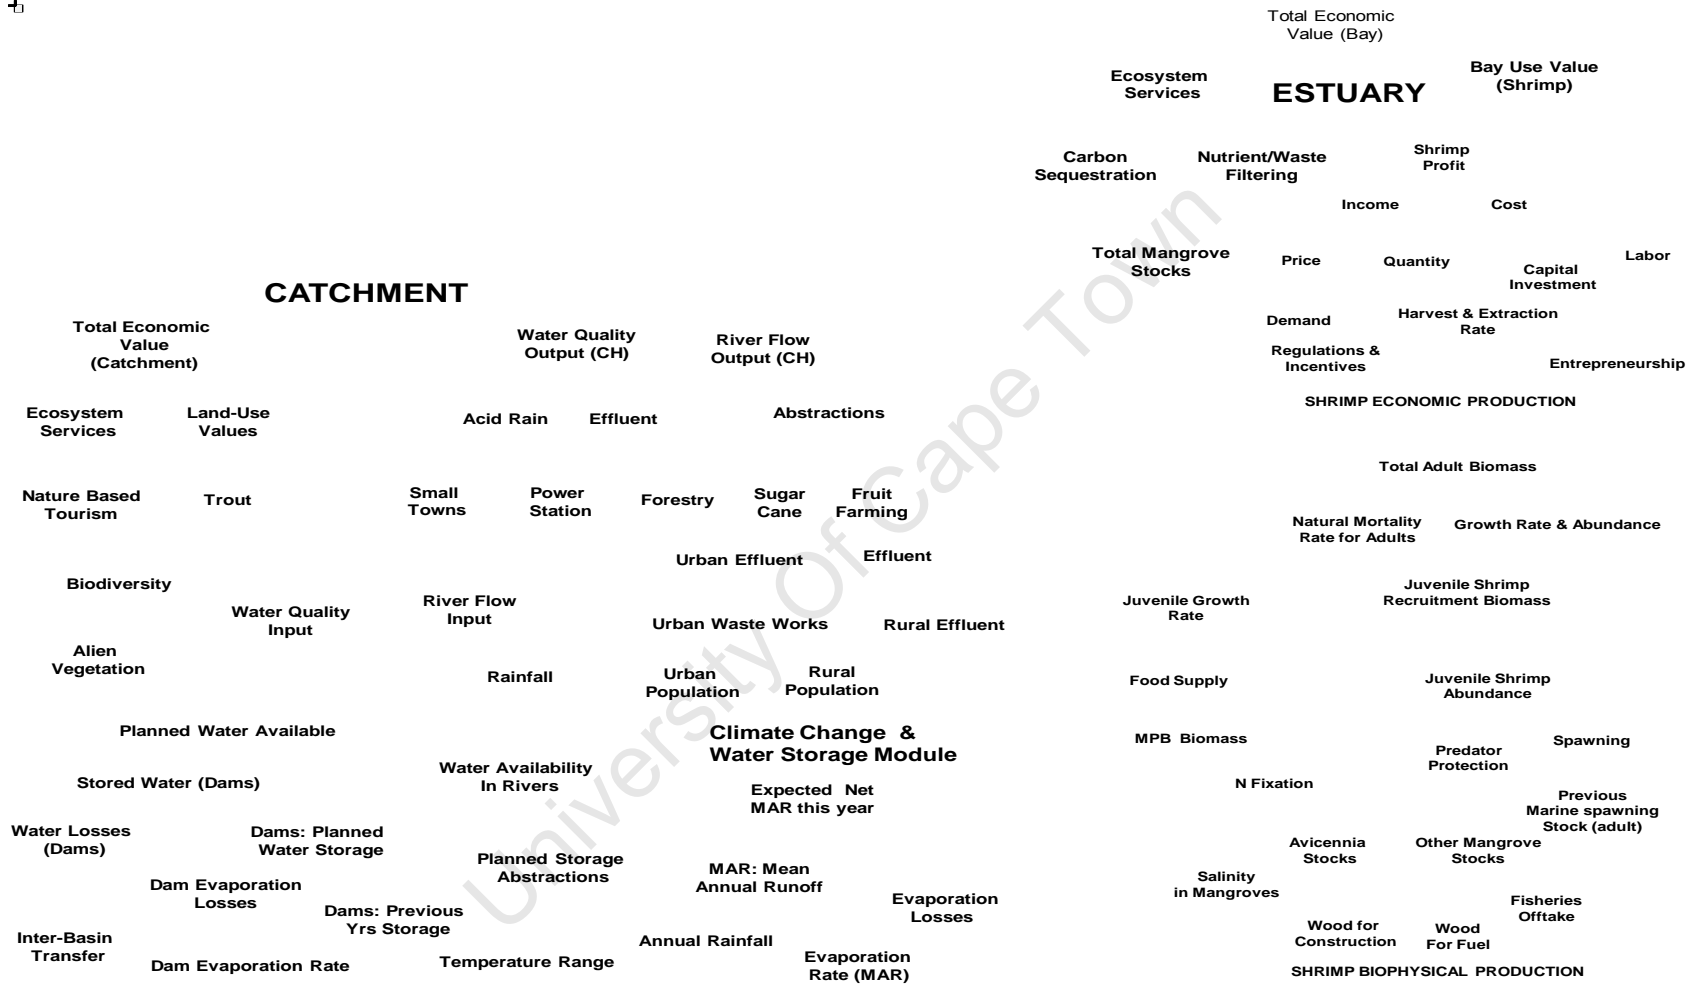 Total Economic
Value (Bay)
Ecosystem
Services
ESTUARY
Bay Use Value
(Shrimp)
Carbon
Sequestration
Nutrient/Waste
Filtering
Shrimp
Profit
Income
Cost
Total Mangrove
Stocks
Price
Quantity
Capital
Investment
Labor
Demand
Harvest & Extraction
Rate
Regulations &
Incentives
Entrepreneurship
SHRIMP ECONOMIC PRODUCTION
Total Adult Biomass
Natural Mortality
Rate for Adults
Growth Rate & Abundance
Juvenile Growth
Rate
Juvenile Shrimp
Recruitment Biomass
Food Supply
Juvenile Shrimp
Abundance
MPB Biomass
Predator
Protection
Spawning
N Fixation
Previous
Marine spawning
Stock (adult)
Avicennia
Stocks
Other Mangrove
Stocks
Salinity
in Mangroves
Fisheries
Offtake
Wood for
Construction
Wood
For Fuel
SHRIMP BIOPHYSICAL PRODUCTION
CATCHMENT
Total Economic
Value
(Catchment)
Water Quality
Output (CH)
River Flow
Output (CH)
Ecosystem
Services
Land-Use
Values
Acid Rain
Effluent
Abstractions
Nature Based
Tourism
Trout
Small
Towns
Power
Station
Forestry
Sugar
Cane
Fruit
Farming
Urban Effluent
Effluent
Biodiversity
Water Quality
Input
River Flow
Input
Urban Waste Works
Rural Effluent
Alien
Vegetation
Rainfall
Urban
Population
Rural
Population
Planned Water Available
Climate Change &
Water Storage Module
Stored Water (Dams)
Water Availability
In Rivers
Expected Net
MAR this year
Water Losses
(Dams)
Dams: Planned
Water Storage
Planned Storage
Abstractions
MAR: Mean
Annual Runoff
Dam Evaporation
Losses
Dams: Previous
Yrs Storage
Evaporation
Losses
Inter-Basin
Transfer
Dam Evaporation Rate
Temperature Range
Annual Rainfall
Evaporation
Rate (MAR)
University Of Cape Town